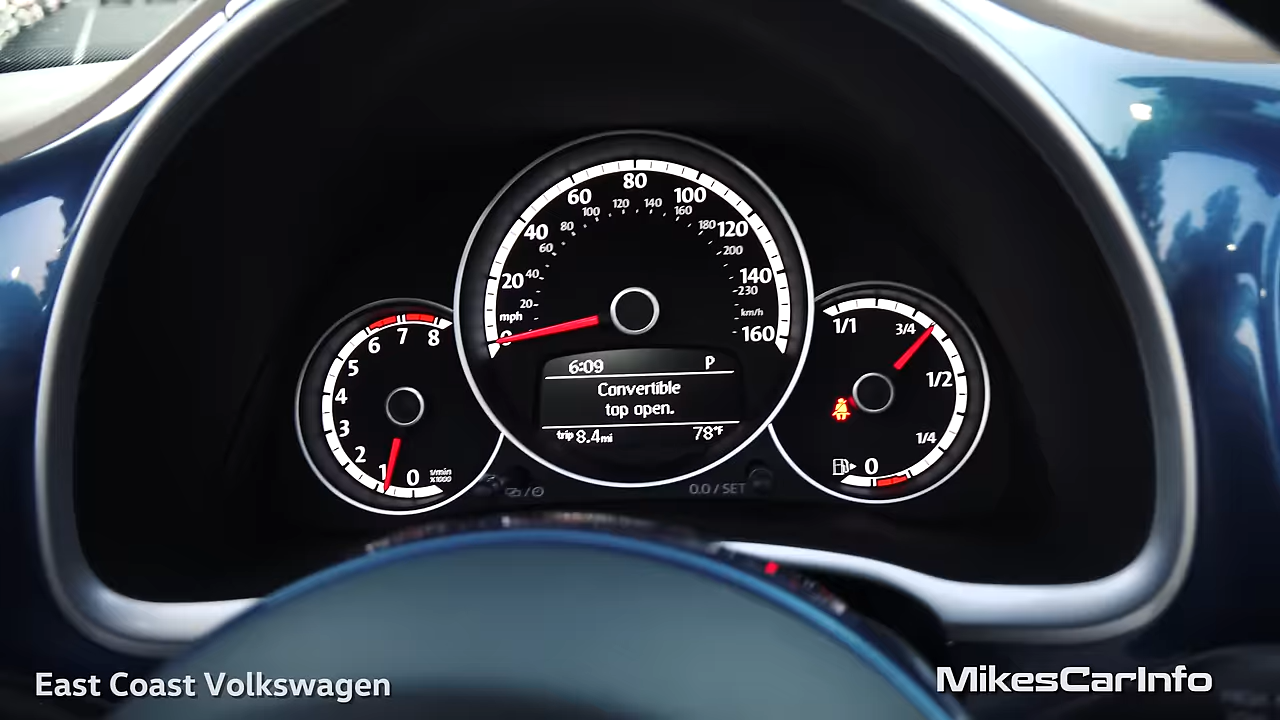 80
60 100
100 120 140 160
40 80 180 120
60 200
20 40 140
230
20
mph km/h
0 160
6:09 P
Convertible
top open.
trip 8.4 mi 78°F
6 7 8
5
4
3
2
1 0
1/min
X1000
1/1 3/4
1/2
1/4
0
0.0 / SET
East Coast Volkswagen
MikesCarInfo